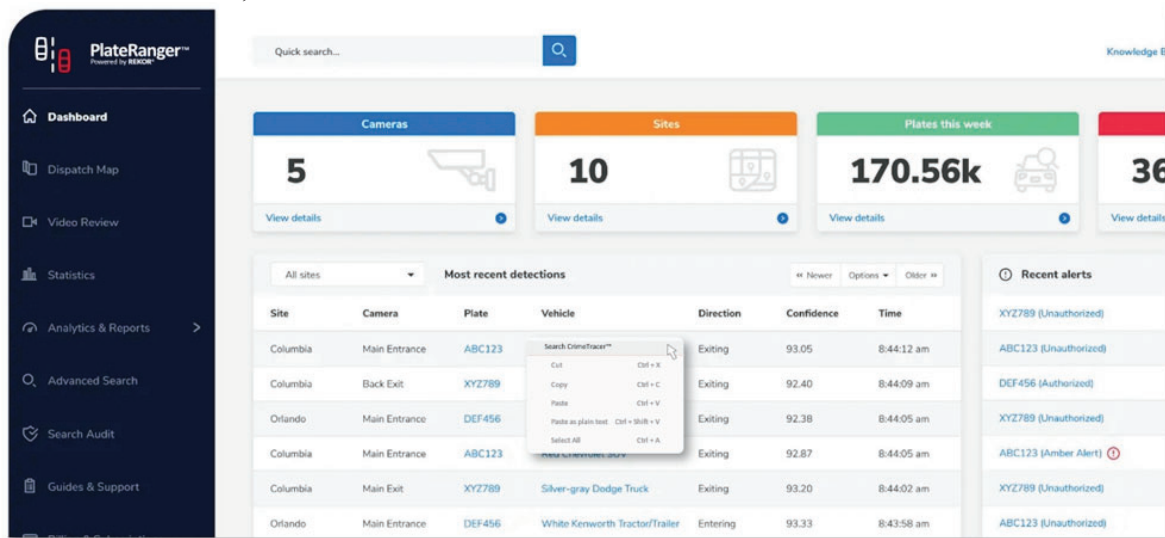 PlateRanger™
Powered by REKOR®
Quick search...
Knowledge
Dashboard
Dispatch Map
Video Review
Statistics
Analytics & Reports
Advanced Search
Search Audit
Guides & Support
Cameras
5
View details
Sites
10
View details
Plates this week
170.56k
View details
36
View details
All sites
Most recent detections
« Newer Options Older »
Site Camera Plate Vehicle Direction Confidence Time
Columbia Main Entrance ABC123 Exiting 93.05 8:44:12 am
Columbia Back Exit XYZ789 Exiting 92.40 8:44:09 am
Orlando Main Entrance DEF456 Exiting 92.38 8:44:05 am
Columbia Main Entrance ABC123 Red Chevrolet SUV Exiting 92.87 8:44:05 am
Columbia Main Exit XYZ789 Silver-gray Dodge Truck Exiting 93.20 8:44:02 am
Orlando Main Entrance DEF456 White Kenworth Tractor/Trailer Entering 93.33 8:43:58 am
Search CrimeTracer™
Cut Ctrl + X
Copy Ctrl + C
Paste Ctrl + V
Paste as plain text Ctrl + Shift + V
Select All Ctrl + A
Recent alerts
XYZ789 (Unauthorized)
ABC123 (Unauthorized)
DEF456 (Authorized)
XYZ789 (Unauthorized)
ABC123 (Amber Alert)
XYZ789 (Unauthorized)
ABC123 (Unauthorized)